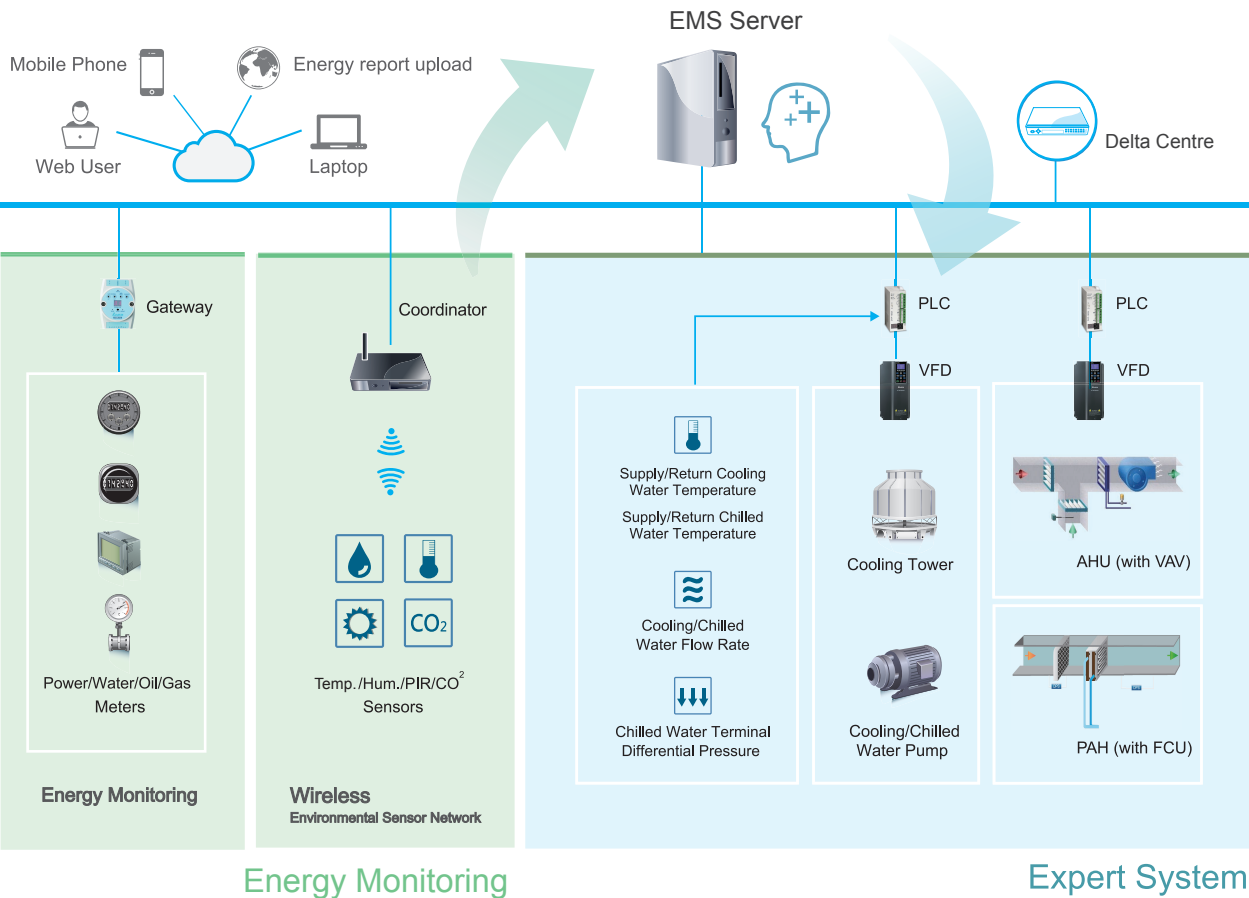 EMS Server
Mobile Phone
Energy report upload
Web User
Laptop
Delta Centre
Gateway
Coordinator
PLC
PLC
VFD
VFD
Supply/Return Cooling
Water Temperature
Supply/Return Chilled
Water Temperature
Cooling/Chilled
Water Flow Rate
Chilled Water Terminal
Differential Pressure
Cooling Tower
Cooling/Chilled
Water Pump
AHU (with VAV)
PAH (with FCU)
CO₂
Power/Water/Oil/Gas
Meters
Temp./Hum./PIR/CO²
Sensors
Energy Monitoring
Wireless
Environmental Sensor Network
Energy Monitoring
Expert System